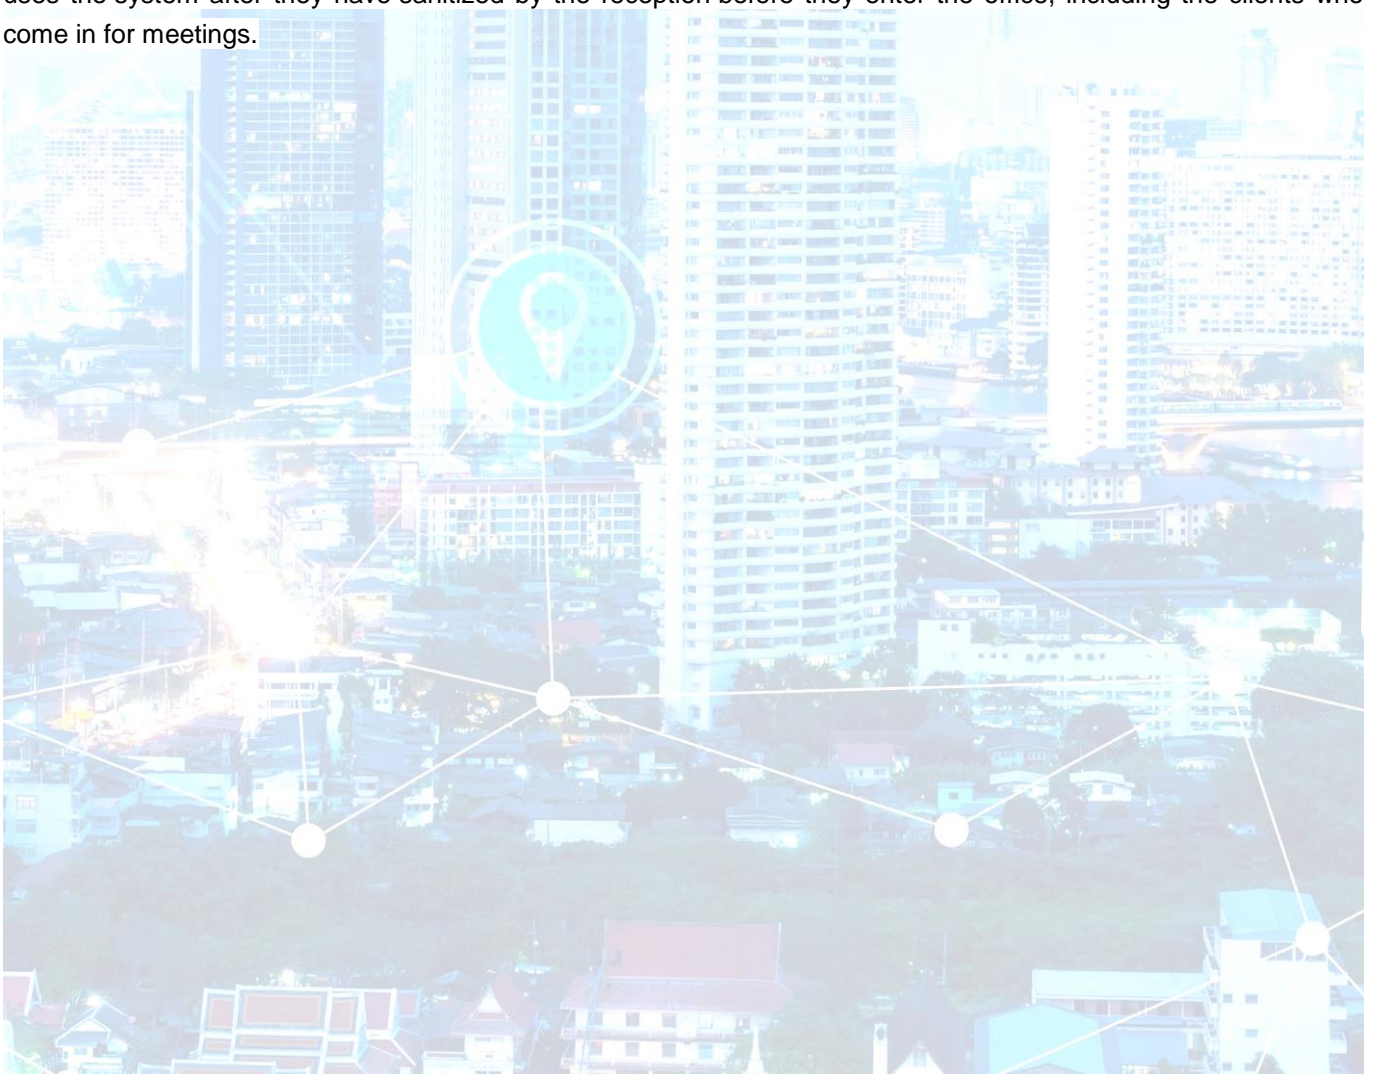 uses the system after they have sanitized by the reception before they enter the office, including the clients who
come in for meetings.